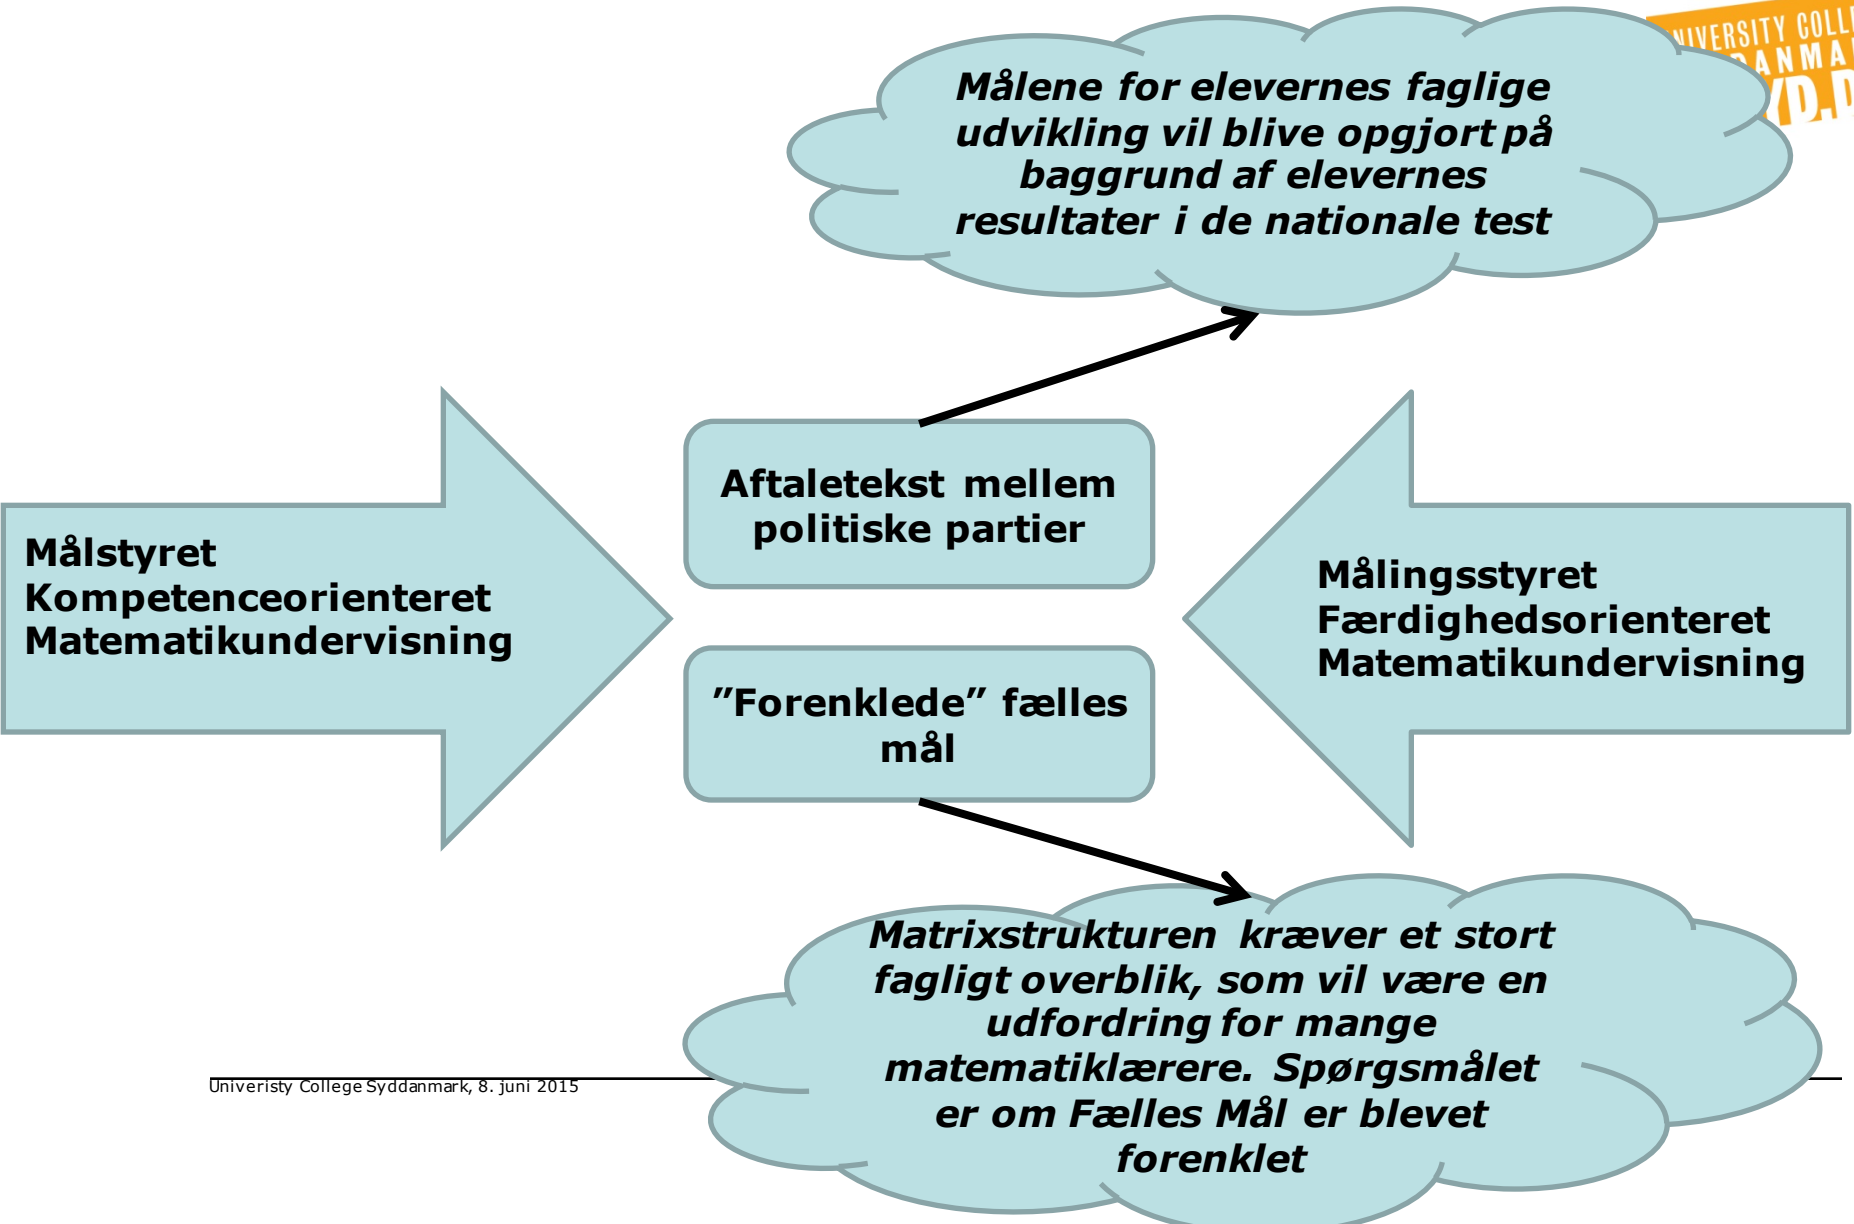 Målene for elevernes faglige
udvikling vil blive opgjort på
baggrund af elevernes
resultater i de nationale test
Aftaletekst mellem
politiske partier
Målstyret
Kompetenceorienteret
Matematikundervisning
Målingsstyret
Færdighedsorienteret
Matematikundervisning
”Forenklede” fælles
mål
Matrixstrukturen kræver et stort
fagligt overblik, som vil være en
udfordring for mange
matematiklærere. Spørgsmålet
er om Fælles Mål er blevet
forenklet
Univeristy College Syddanmark, 8. juni 2015